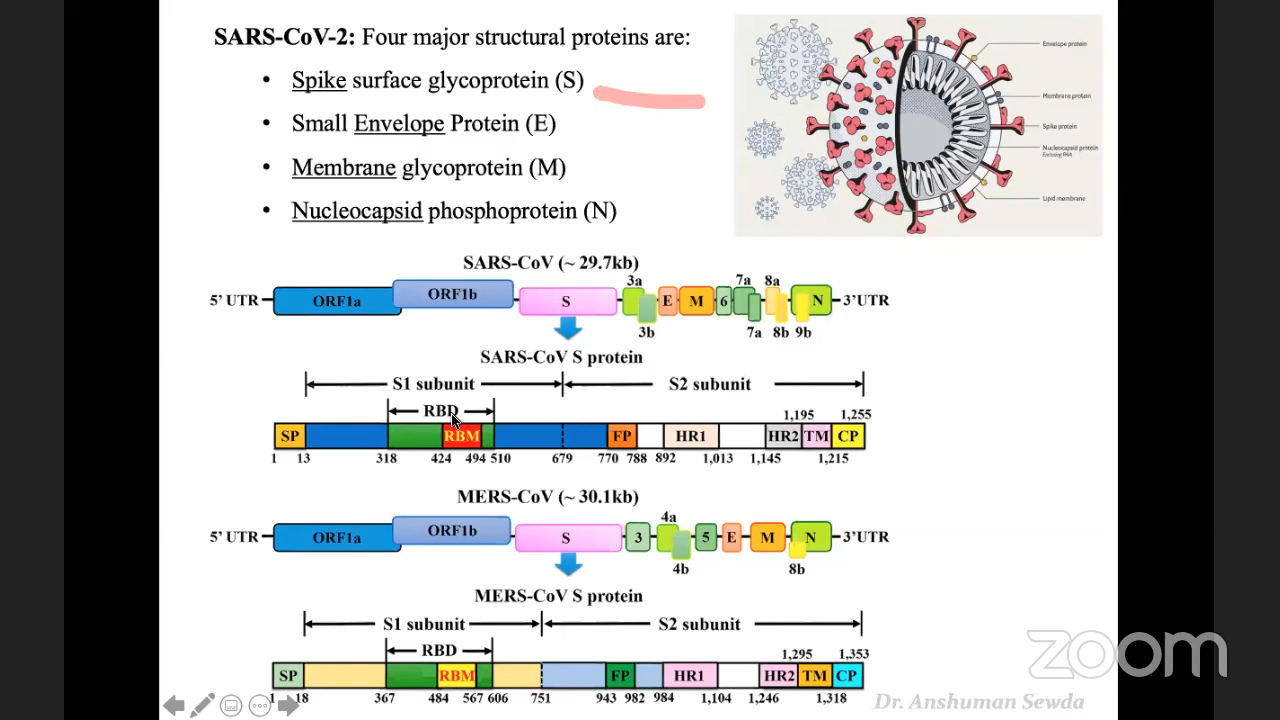 SARS-CoV-2: Four major structural proteins are:
• Spike surface glycoprotein (S)
• Small Envelope Protein (E)
• Membrane glycoprotein (M)
• Nucleocapsid phosphoprotein (N)
Envelope protein
Membrane protein
Spike protein
Nucleocapsid protein
Enclosing RNA
Lipid membrane
SARS-CoV (~ 29.7kb)
3a 7a 8a
5' UTR ORF1a ORF1b S E M 6 N 3'UTR
3b 7a 8b 9b
SARS-CoV S protein
S1 subunit S2 subunit
RBD 1,195 1,255
SP RBM FP HR1 HR2 TM CP
1 13 318 424 494 510 679 770 788 892 1,013 1,145 1,215
MERS-CoV (~ 30.1kb)
4a
5' UTR ORF1a ORF1b S 3 5 E M N 3'UTR
4b 8b
MERS-CoV S protein
S1 subunit S2 subunit
RBD 1,295 1,353
SP RBM FP HR1 HR2 TM CP
1 18 367 484 567 606 751 943 982 984 1,104 1,246 1,318
Dr. Anshuman Sewda
zoom